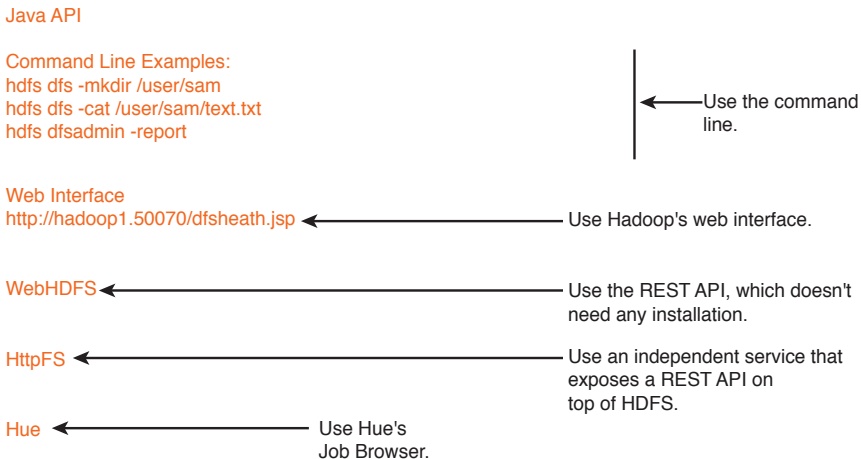 Java API
Command Line Examples:
hdfs dfs -mkdir /user/sam
hdfs dfs -cat /user/sam/text.txt
hdfs dfsadmin -report
Use the command
line.
Web Interface
http://hadoop1.50070/dfsheath.jsp
Use Hadoop's web interface.
WebHDFS
Use the REST API, which doesn't
need any installation.
HttpFS
Use an independent service that
exposes a REST API on
top of HDFS.
Hue
Use Hue's
Job Browser.